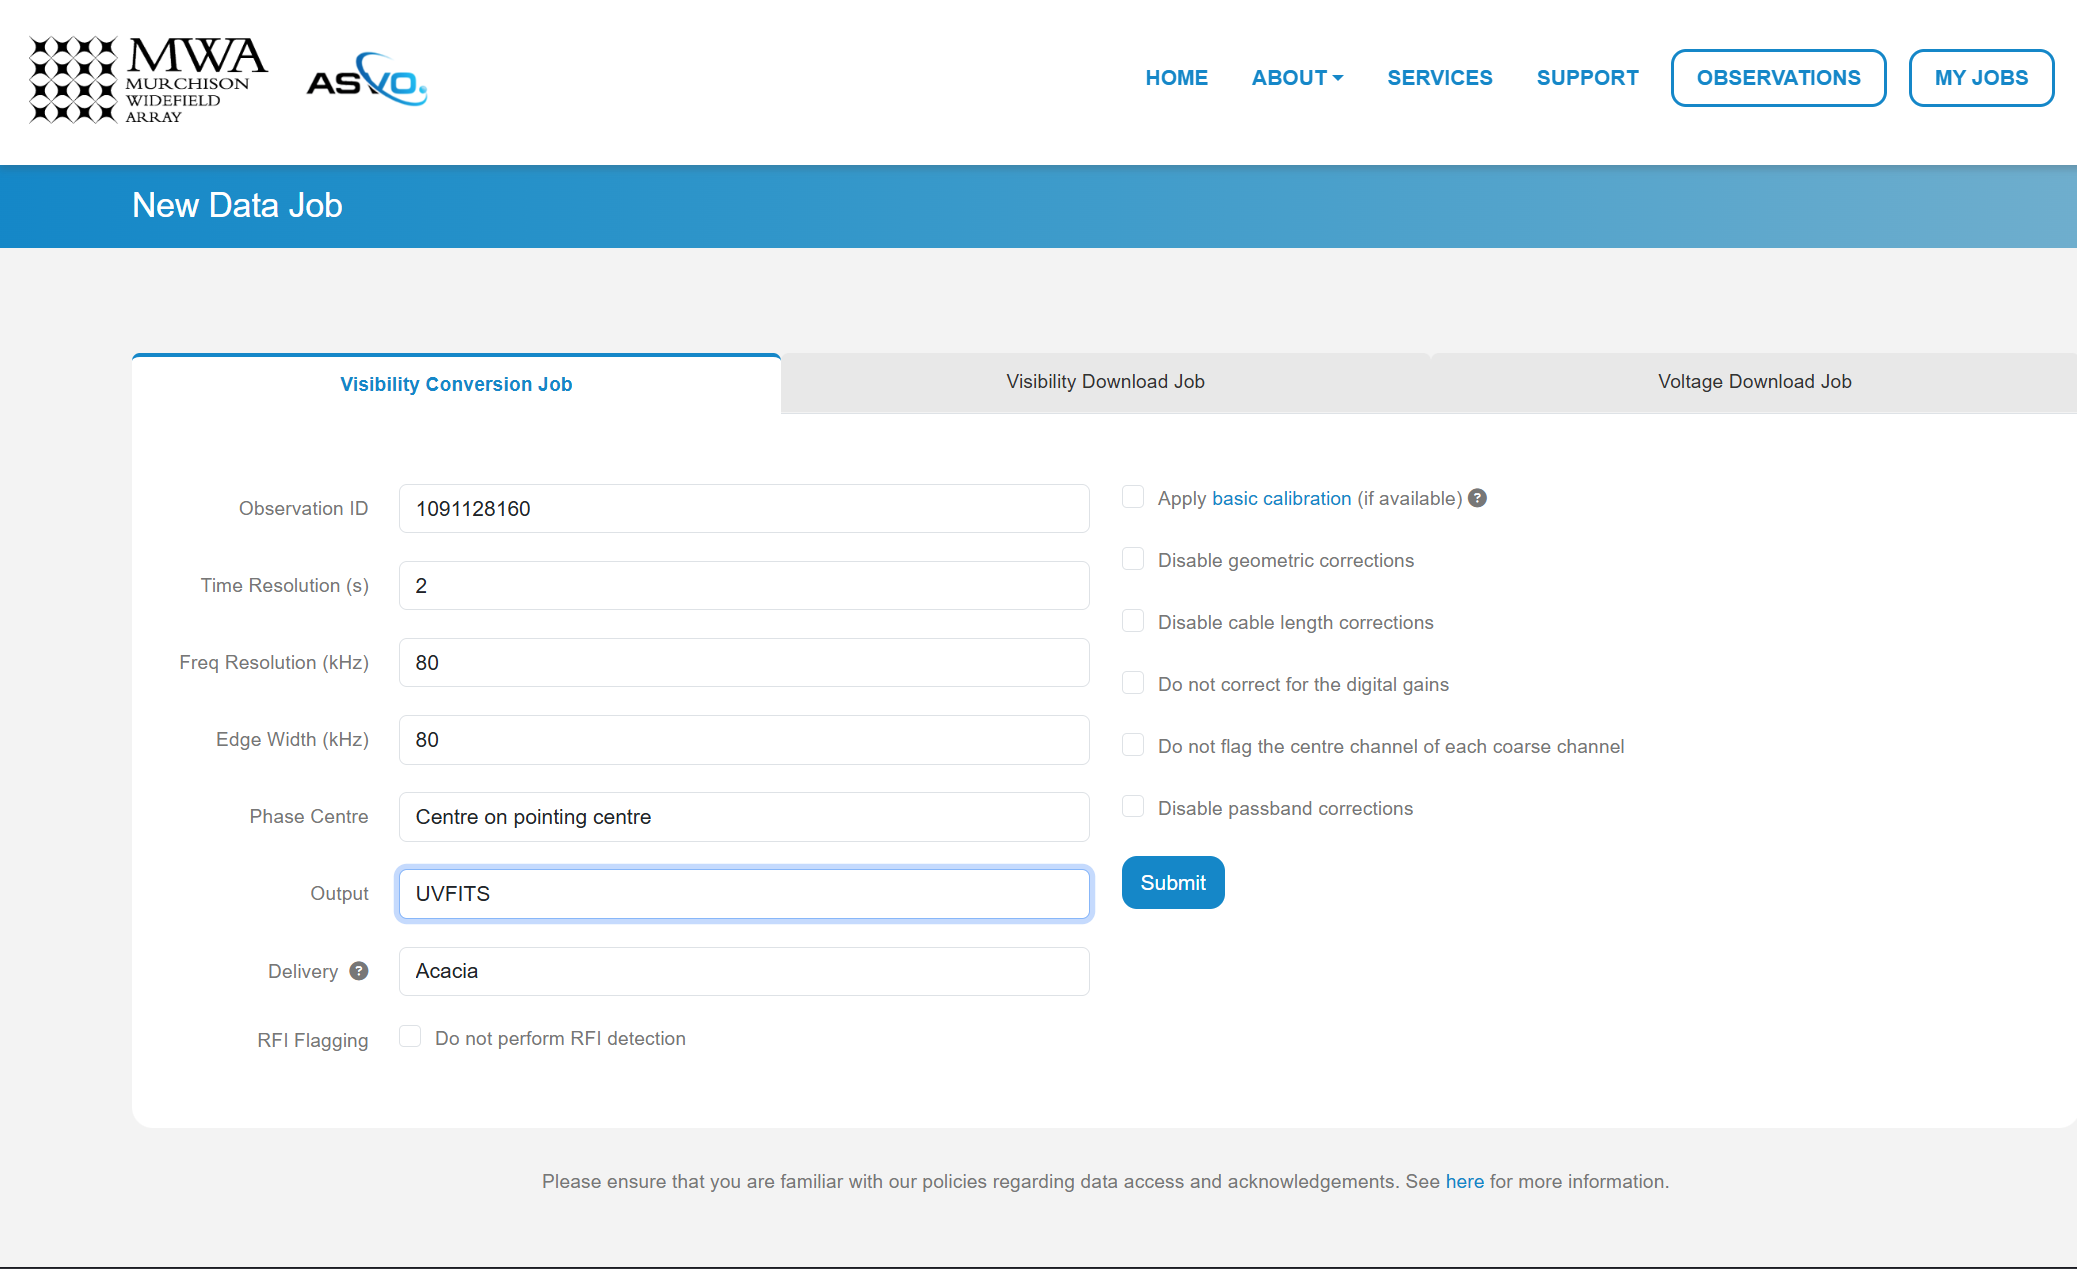 MWA
MURCHISON
WIDEFIELD
ARRAY
ASVO.
HOME ABOUT SERVICES SUPPORT OBSERVATIONS MY JOBS
New Data Job
Visibility Conversion Job Visibility Download Job Voltage Download Job
Observation ID 1091128160
Time Resolution (s) 2
Freq Resolution (kHz) 80
Edge Width (kHz) 80
Phase Centre Centre on pointing centre
Output UVFITS
Delivery ? Acacia
RFI Flagging Do not perform RFI detection
Apply basic calibration (if available) ?
Disable geometric corrections
Disable cable length corrections
Do not correct for the digital gains
Do not flag the centre channel of each coarse channel
Disable passband corrections
Submit
Please ensure that you are familiar with our policies regarding data access and acknowledgements. See here for more information.